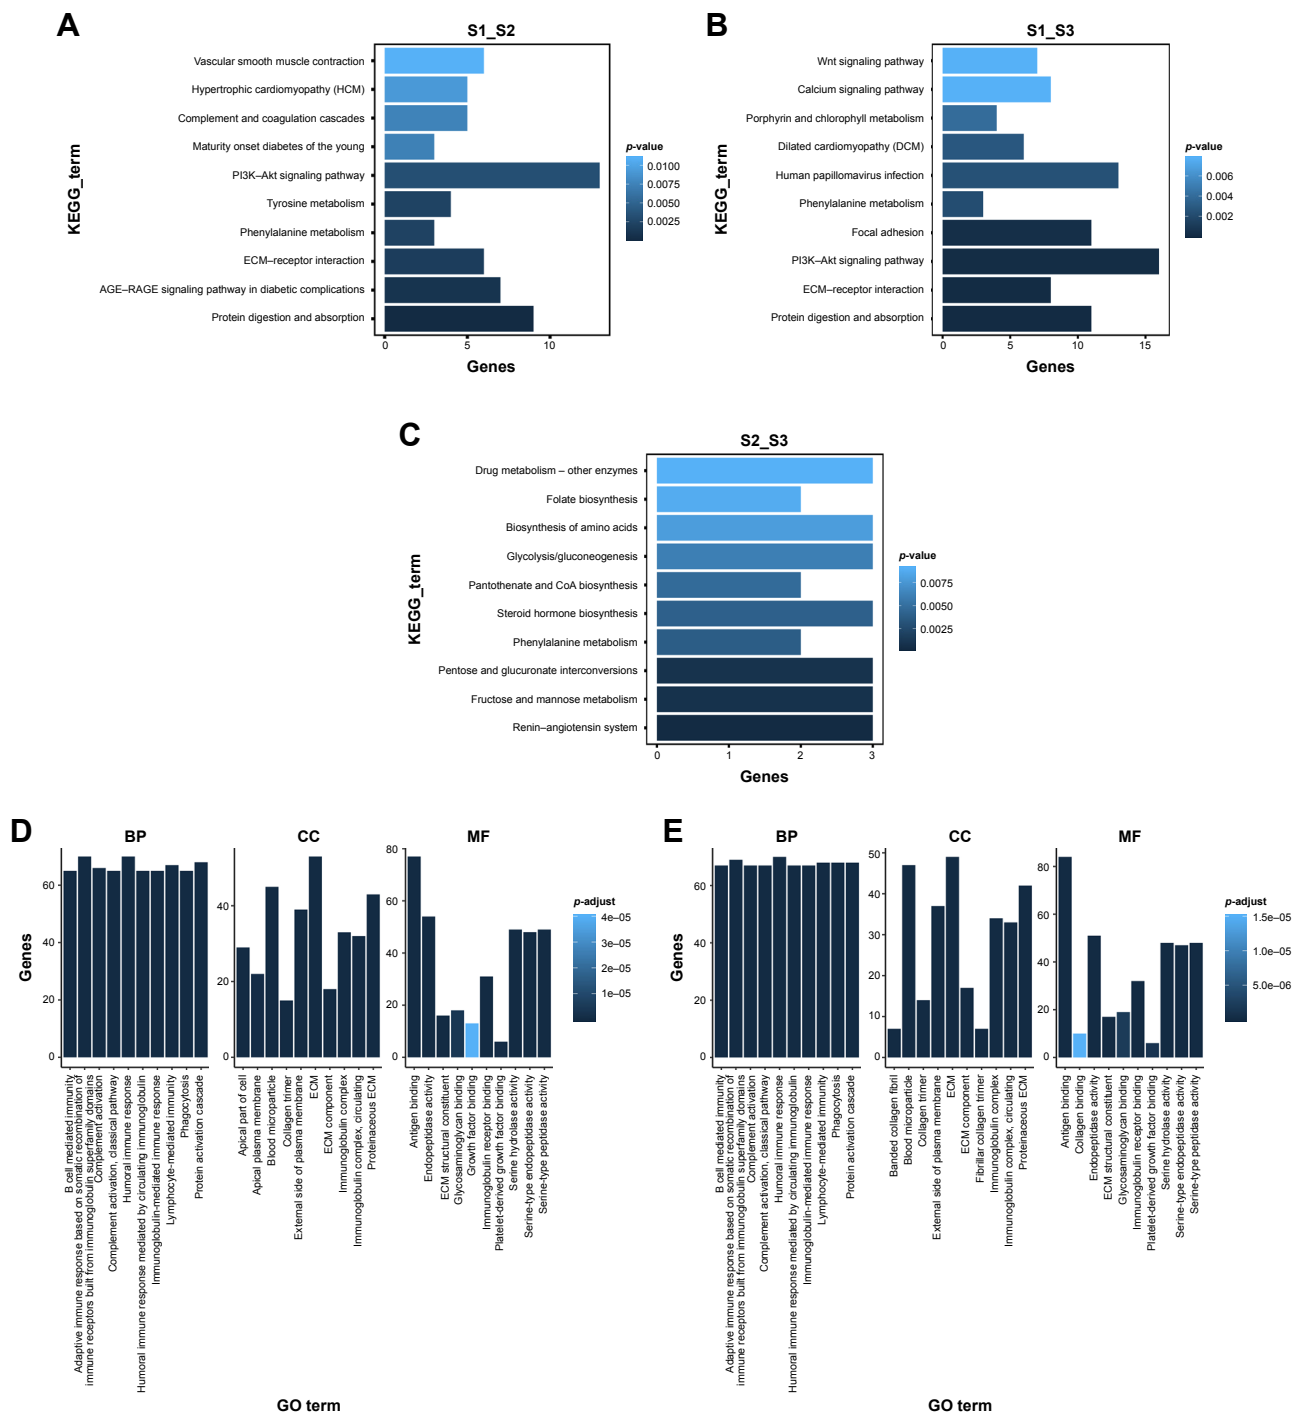 A
S1_S2
KEGG_term
Vascular smooth muscle contraction
Hypertrophic cardiomyopathy (HCM)
Complement and coagulation cascades
Maturity onset diabetes of the young
PI3K–Akt signaling pathway
Tyrosine metabolism
Phenylalanine metabolism
ECM–receptor interaction
AGE–RAGE signaling pathway in diabetic complications
Protein digestion and absorption
0 5 10
Genes
p-value
0.0100
0.0075
0.0050
0.0025
B
S1_S3
KEGG_term
Wnt signaling pathway
Calcium signaling pathway
Porphyrin and chlorophyll metabolism
Dilated cardiomyopathy (DCM)
Human papillomavirus infection
Phenylalanine metabolism
Focal adhesion
PI3K–Akt signaling pathway
ECM–receptor interaction
Protein digestion and absorption
0 5 10 15
Genes
p-value
0.006
0.004
0.002
C
S2_S3
KEGG_term
Drug metabolism – other enzymes
Folate biosynthesis
Biosynthesis of amino acids
Glycolysis/gluconeogenesis
Pantothenate and CoA biosynthesis
Steroid hormone biosynthesis
Phenylalanine metabolism
Pentose and glucuronate interconversions
Fructose and mannose metabolism
Renin–angiotensin system
0 1 2 3
Genes
p-value
0.0075
0.0050
0.0025
D
BP
Genes
60
40
20
0
B cell mediated immunity
Adaptive immune response based on somatic recombination of
immune receptors built from immunoglobulin superfamily domains
Complement activation
Complement activation, classical pathway
Humoral immune response
Humoral immune response mediated by circulating immunoglobulin
Immunoglobulin-mediated immune response
Lymphocyte-mediated immunity
Phagocytosis
Protein activation cascade
CC
40
20
0
Apical part of cell
Apical plasma membrane
Blood microparticle
Collagen trimer
External side of plasma membrane
ECM
ECM component
Immunoglobulin complex
Immunoglobulin complex, circulating
Proteinaceous ECM
MF
80
60
40
20
0
Antigen binding
Endopeptidase activity
ECM structural constituent
Glycosaminoglycan binding
Growth factor binding
Immunoglobulin receptor binding
Platelet-derived growth factor binding
Serine hydrolase activity
Serine-type endopeptidase activity
Serine-type peptidase activity
p-adjust
4e–05
3e–05
2e–05
1e–05
GO term
E
BP
Genes
60
40
20
0
B cell mediated immunity
Adaptive immune response based on somatic recombination of
immune receptors built from immunoglobulin superfamily domains
Complement activation
Complement activation, classical pathway
Humoral immune response
Humoral immune response mediated by circulating immunoglobulin
Immunoglobulin-mediated immune response
Lymphocyte-mediated immunity
Phagocytosis
Protein activation cascade
CC
50
40
30
20
10
0
Banded collagen fibril
Blood microparticle
Collagen trimer
External side of plasma membrane
ECM
ECM component
Fibrillar collagen trimer
Immunoglobulin complex
Immunoglobulin complex, circulating
Proteinaceous ECM
MF
80
60
40
20
0
Antigen binding
Collagen binding
Endopeptidase activity
ECM structural constituent
Glycosaminoglycan binding
Immunoglobulin receptor binding
Platelet-derived growth factor binding
Serine hydrolase activity
Serine-type endopeptidase activity
Serine-type peptidase activity
p-adjust
1.5e–05
1.0e–05
5.0e–06
GO term